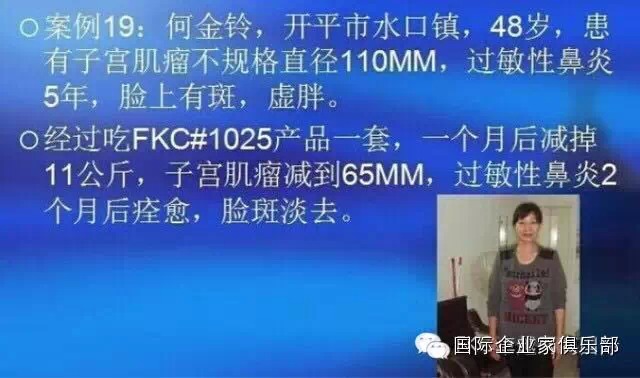 案例19：何金铃，开平市水口镇，48岁，患
有子宫肌瘤不规格直径110MM，过敏性鼻炎
5年，脸上有斑，虚胖。
经过吃FKC#1025产品一套，一个月后减掉
11公斤，子宫肌瘤减到65MM，过敏性鼻炎2
个月后痊愈，脸斑淡去。
MICKEY
国际企业家俱乐部